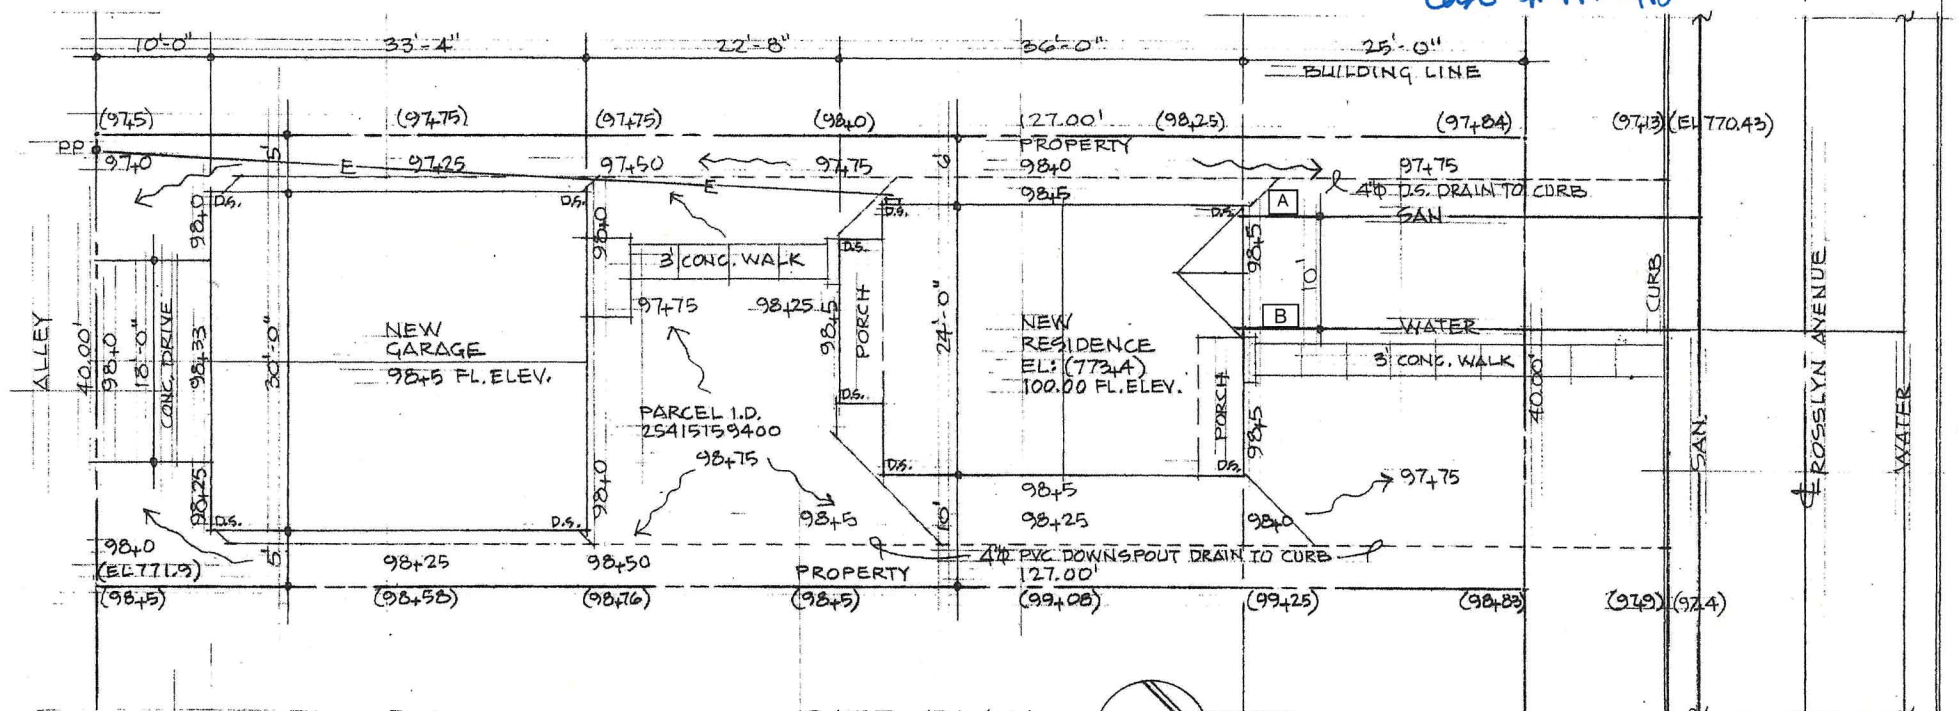 10'-0" 33'-4" 22'-8" 36'-0" 25'-0"
BUILDING LINE
(97+5) (97+75) (97+75) (98+0) 127.00' (98+25) (97+84) (97+13) (EL 770.43)
PROPERTY
P.P. 97+0 E 97+25 97+50 97+75 98+0 97+75
5' 6'
E 98+5 4"Φ D.S. DRAIN TO CURB
D.S. D.S. D.S. D.S. A
SAN
98+0 98+0 98+5 10'
D.S.
3' CONC. WALK
97+75 98+25 98+5
PORCH
24'-0"
B
WATER
3' CONC. WALK
CURB
ALLEY
40.00'
98+0
18'-0"
CONC. DRIVE
98+33
30'-0"
NEW
GARAGE
98+5 FL. ELEV.
NEW
RESIDENCE
EL: (773.4)
100.00 FL. ELEV.
PORCH
98+5
40.00'
SAN.
℄ ROSSLYN AVENUE
WATER
D.S.
PARCEL I.D.
25415159400
98+75
98+25 98+0
D.S. D.S.
98+5 97+75
D.S. D.S. 98+5 98+25 98+0
10'
98+0 5' 98+25 98+50 4"Φ PVC DOWNSPOUT DRAIN TO CURB
(EL 771.9) PROPERTY 127.00'
(98+5) (98+58) (98+76) (98+5) (99+08) (99+25) (98+83) (97+9) (97.4)